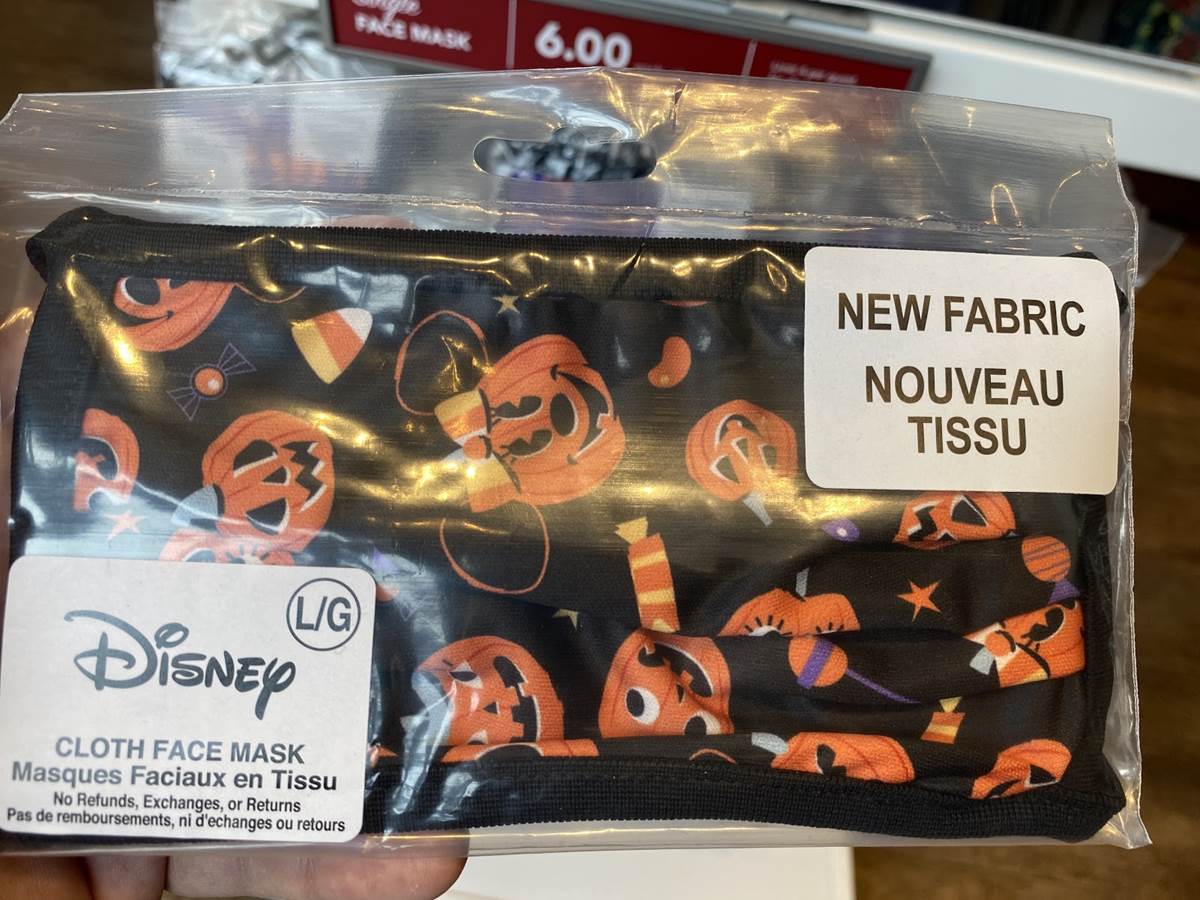 Single
FACE MASK
6.00
NEW FABRIC
NOUVEAU
TISSU
L/G
Disney
CLOTH FACE MASK
Masques Faciaux en Tissu
No Refunds, Exchanges, or Returns
Pas de remboursements, ni d'echanges ou retours